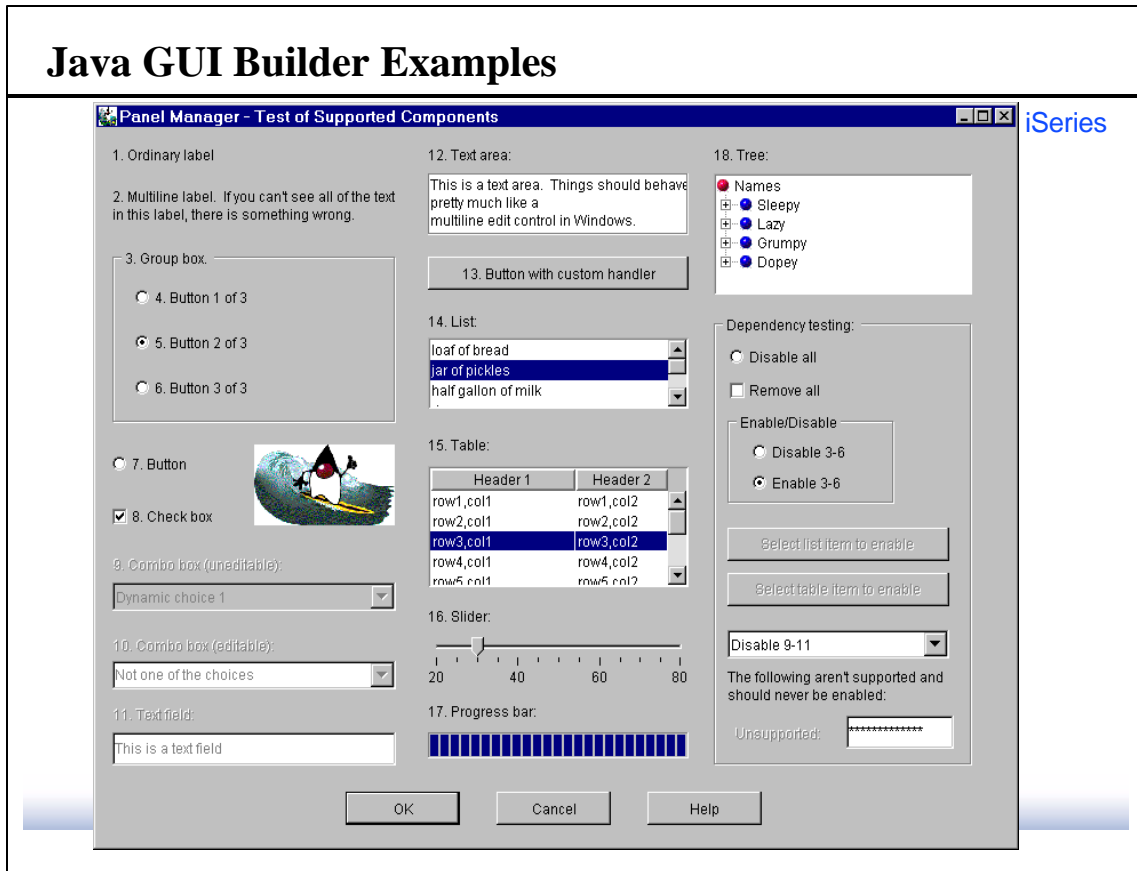 Java GUI Builder Examples
iSeries
Panel Manager - Test of Supported Components
1. Ordinary label
2. Multiline label. If you can't see all of the text
in this label, there is something wrong.
3. Group box.
4. Button 1 of 3
5. Button 2 of 3
6. Button 3 of 3
7. Button
8. Check box
9. Combo box (uneditable):
Dynamic choice 1
10. Combo box (editable):
Not one of the choices
11. Text field:
This is a text field
12. Text area:
This is a text area. Things should behave
pretty much like a
multiline edit control in Windows.
13. Button with custom handler
14. List:
loaf of bread
jar of pickles
half gallon of milk
15. Table:
Header 1 Header 2
row1,col1 row1,col2
row2,col1 row2,col2
row3,col1 row3,col2
row4,col1 row4,col2
row5,col1 row5,col2
16. Slider:
20 40 60 80
17. Progress bar:
18. Tree:
Names
Sleepy
Lazy
Grumpy
Dopey
Dependency testing:
Disable all
Remove all
Enable/Disable
Disable 3-6
Enable 3-6
Select list item to enable
Select table item to enable
Disable 9-11
The following aren't supported and
should never be enabled:
Unsupported: *************
OK Cancel Help